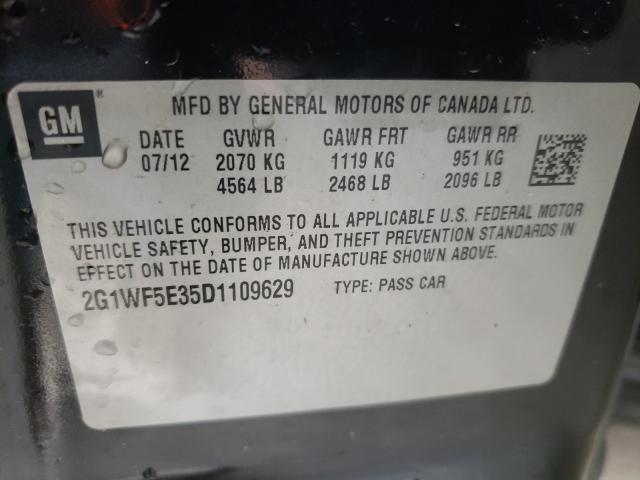 GM ®
MFD BY GENERAL MOTORS OF CANADA LTD.
DATE GVWR GAWR FRT GAWR RR
07/12 2070 KG 1119 KG 951 KG
4564 LB 2468 LB 2096 LB
THIS VEHICLE CONFORMS TO ALL APPLICABLE U.S. FEDERAL MOTOR
VEHICLE SAFETY, BUMPER, AND THEFT PREVENTION STANDARDS IN
EFFECT ON THE DATE OF MANUFACTURE SHOWN ABOVE.
2G1WF5E35D1109629 TYPE: PASS CAR